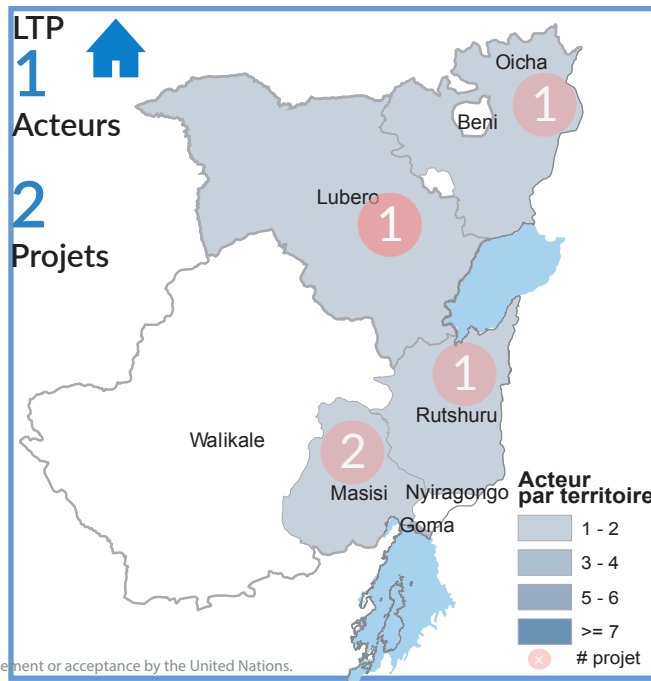 LTP
1
Acteurs
2
Projets
Oicha
1
Beni
Lubero
1
1
Rutshuru
Walikale
2
Masisi
Nyiragongo
Goma
Acteur
par territoire
1 - 2
3 - 4
5 - 6
>= 7
x # projet
ement or acceptance by the United Nations.